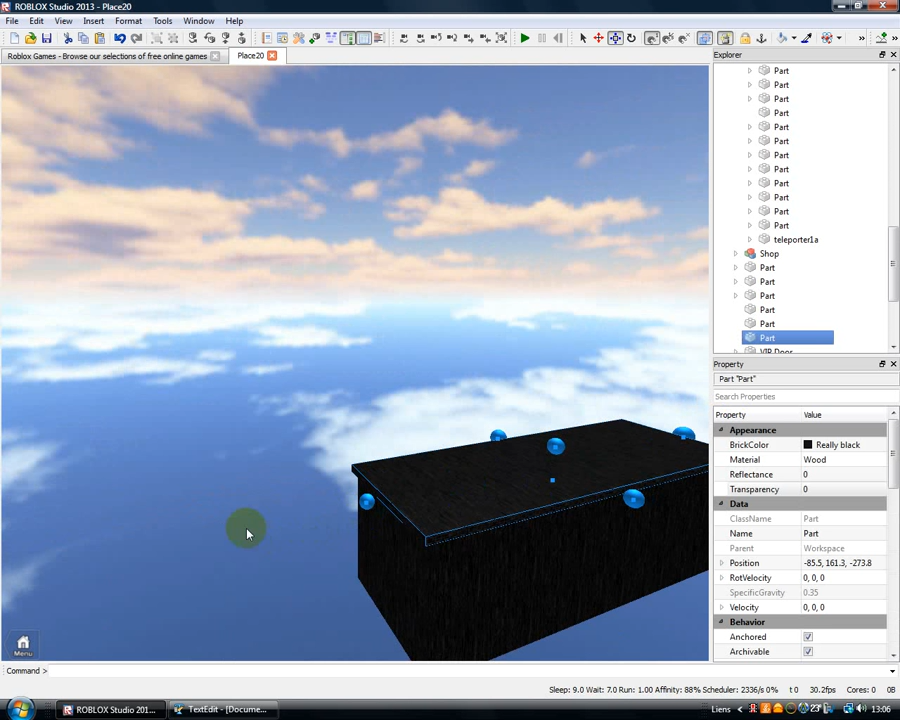 ROBLOX Studio 2013 - Place20
File Edit View Insert Format Tools Window Help
Roblox Games - Browse our selections of free online games
Place20
Explorer
Part
Part
Part
Part
Part
Part
Part
Part
Part
Part
Part
Part
teleporter1a
Shop
Part
Part
Part
Part
Part
Part
VIP Door
Property
Part "Part"
Search Properties
Property Value
Appearance
BrickColor Really black
Material Wood
Reflectance 0
Transparency 0
Data
ClassName Part
Name Part
Parent Workspace
Position -85.5, 161.3, -273.8
RotVelocity 0, 0, 0
SpecificGravity 0.35
Velocity 0, 0, 0
Behavior
Anchored
Archivable
Menu
Command >
Sleep: 9.0 Wait: 7.0 Run: 1.00 Affinity: 88% Scheduler: 2336/s 0% t 0 30.2fps Cores: 0 B
ROBLOX Studio 201...
TextEdit - [Docume...
Liens
23°
13:06